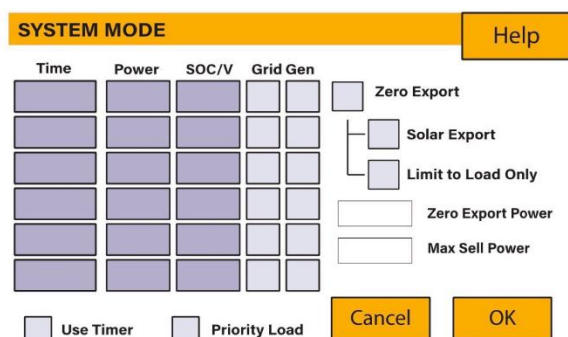 SYSTEM MODE
Help
Time Power SOC/V Grid Gen
Zero Export
Solar Export
Limit to Load Only
Zero Export Power
Max Sell Power
Use Timer Priority Load
Cancel OK